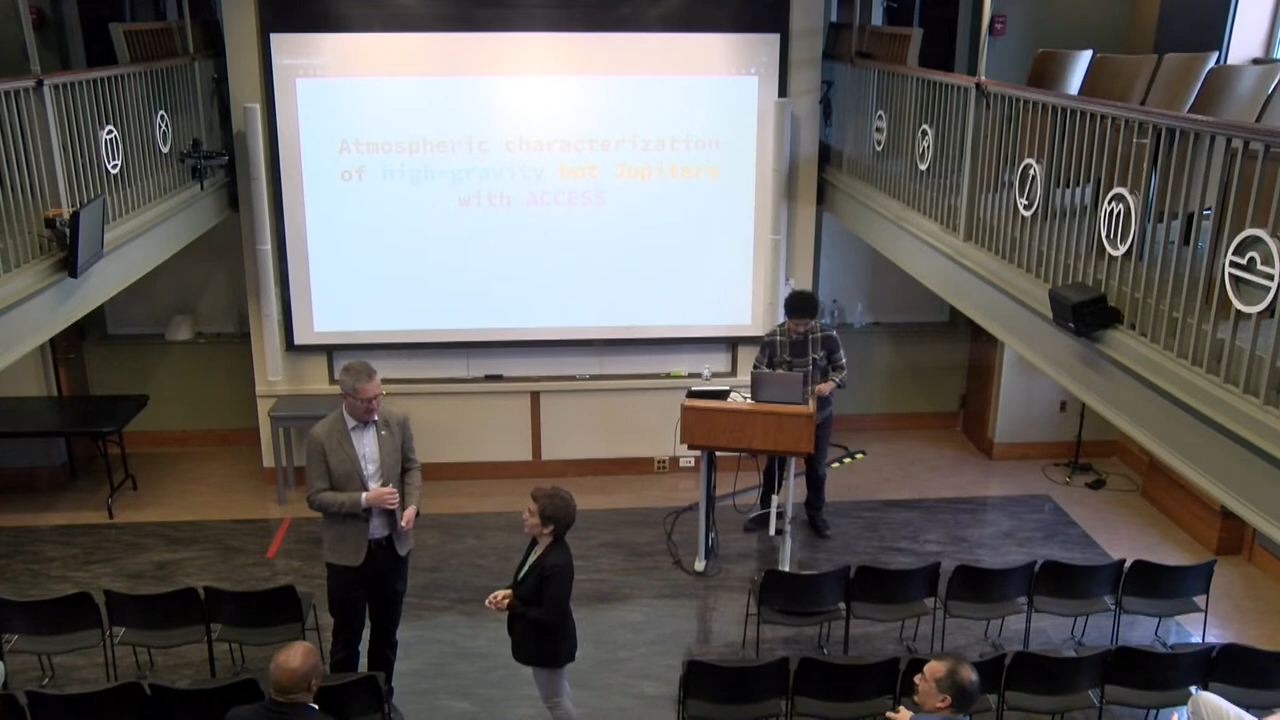 Atmospheric characterization
of high-gravity hot Jupiters
with ACCESS